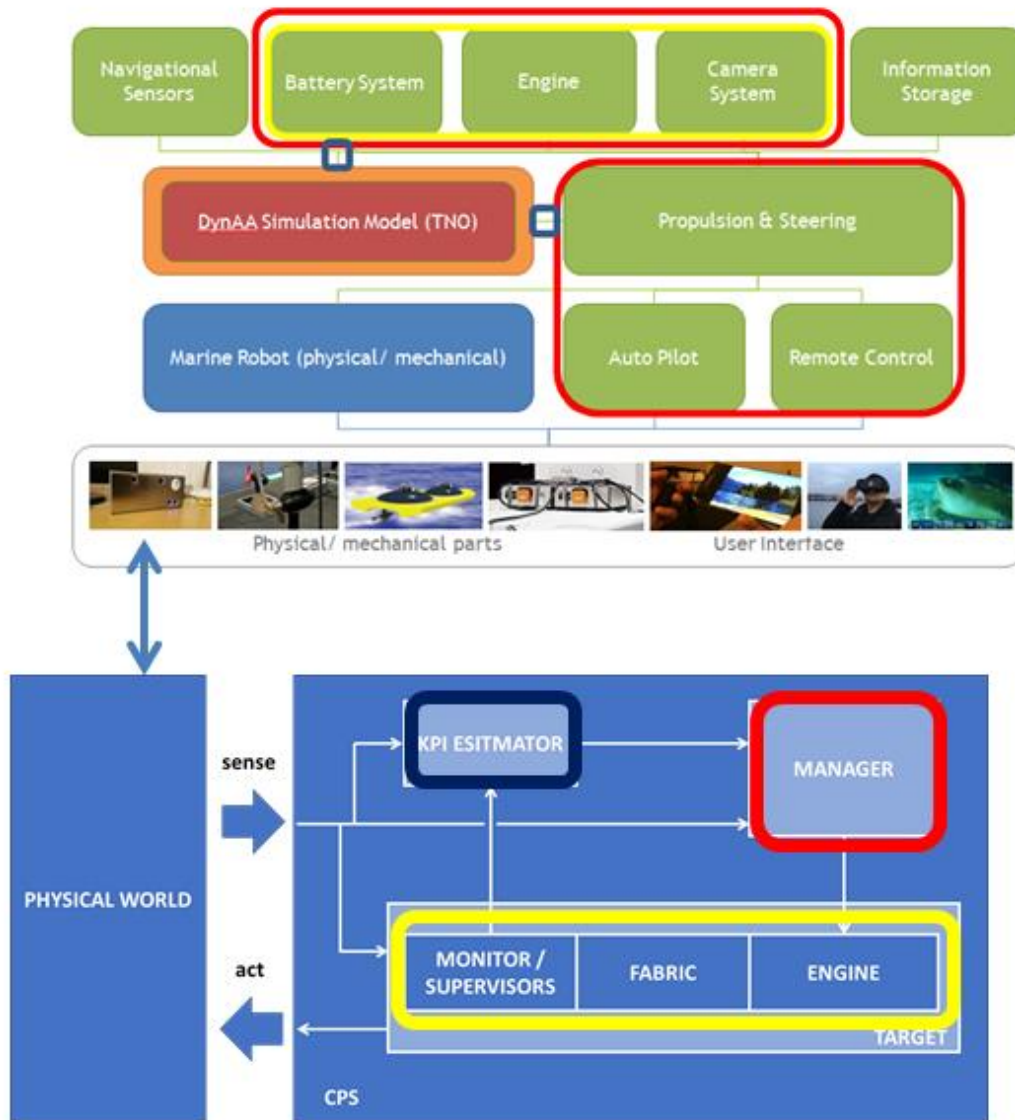 Navigational
Sensors
Battery System
Engine
Camera
System
Information
Storage
DynAA Simulation Model (TNO)
Propulsion & Steering
Marine Robot (physical/ mechanical)
Auto Pilot
Remote Control
Physical/ mechanical parts
User Interface
PHYSICAL WORLD
sense
act
KPI ESITMATOR
MANAGER
MONITOR /
SUPERVISORS
FABRIC
ENGINE
TARGET
CPS